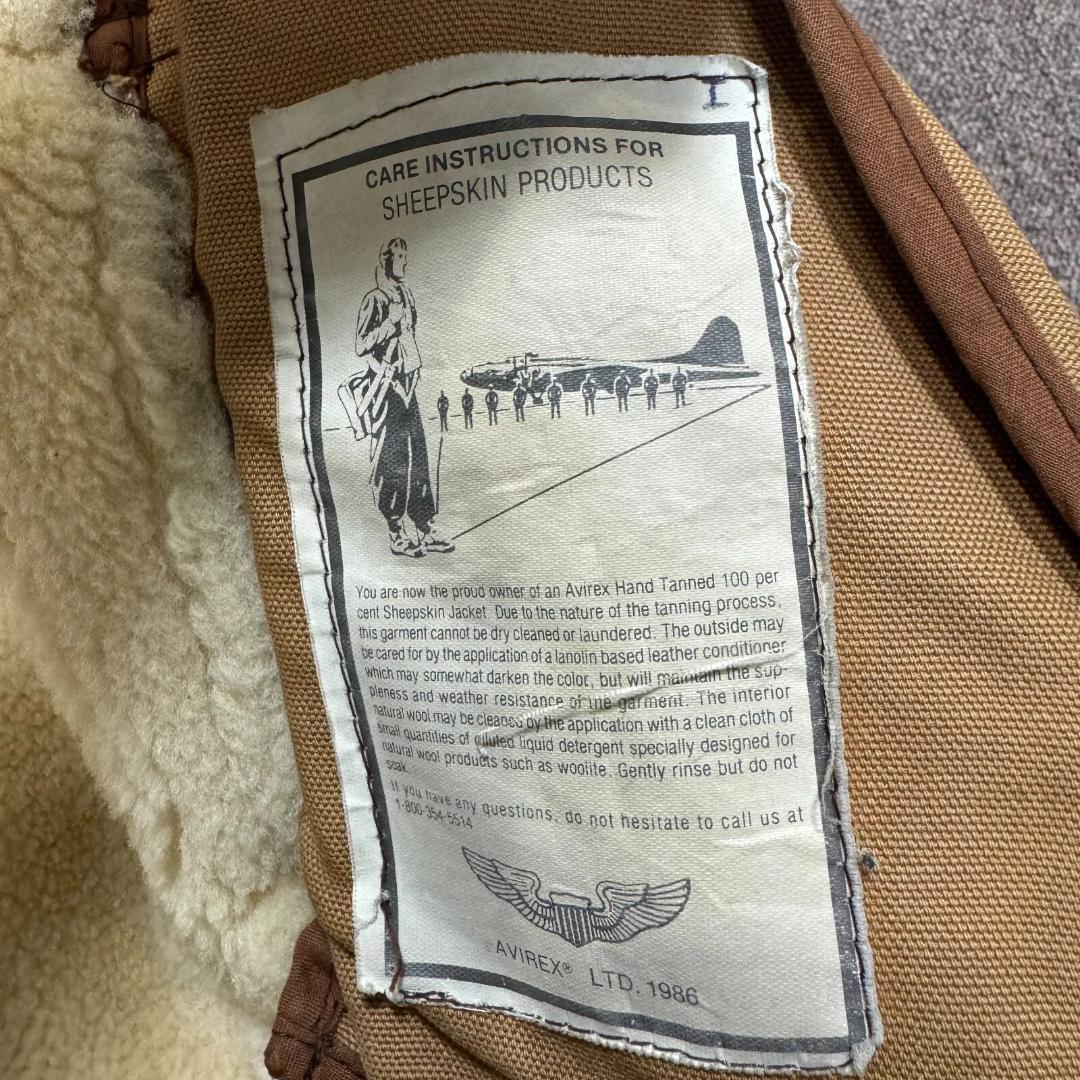 I
CARE INSTRUCTIONS FOR
SHEEPSKIN PRODUCTS
You are now the proud owner of an Avirex Hand Tanned 100 per
cent Sheepskin Jacket. Due to the nature of the tanning process,
this garment cannot be dry cleaned or laundered. The outside may
be cared for by the application of a lanolin based leather conditioner
which may somewhat darken the color, but will maintain the sup-
pleness and weather resistance of the garment. The interior
natural wool may be cleaned by the application with a clean cloth of
small quantities of diluted liquid detergent specially designed for
natural wool products such as woolite. Gently rinse but do not
soak.
If you have any questions, do not hesitate to call us at
1-800-354-5514
AVIREX® LTD. 1986